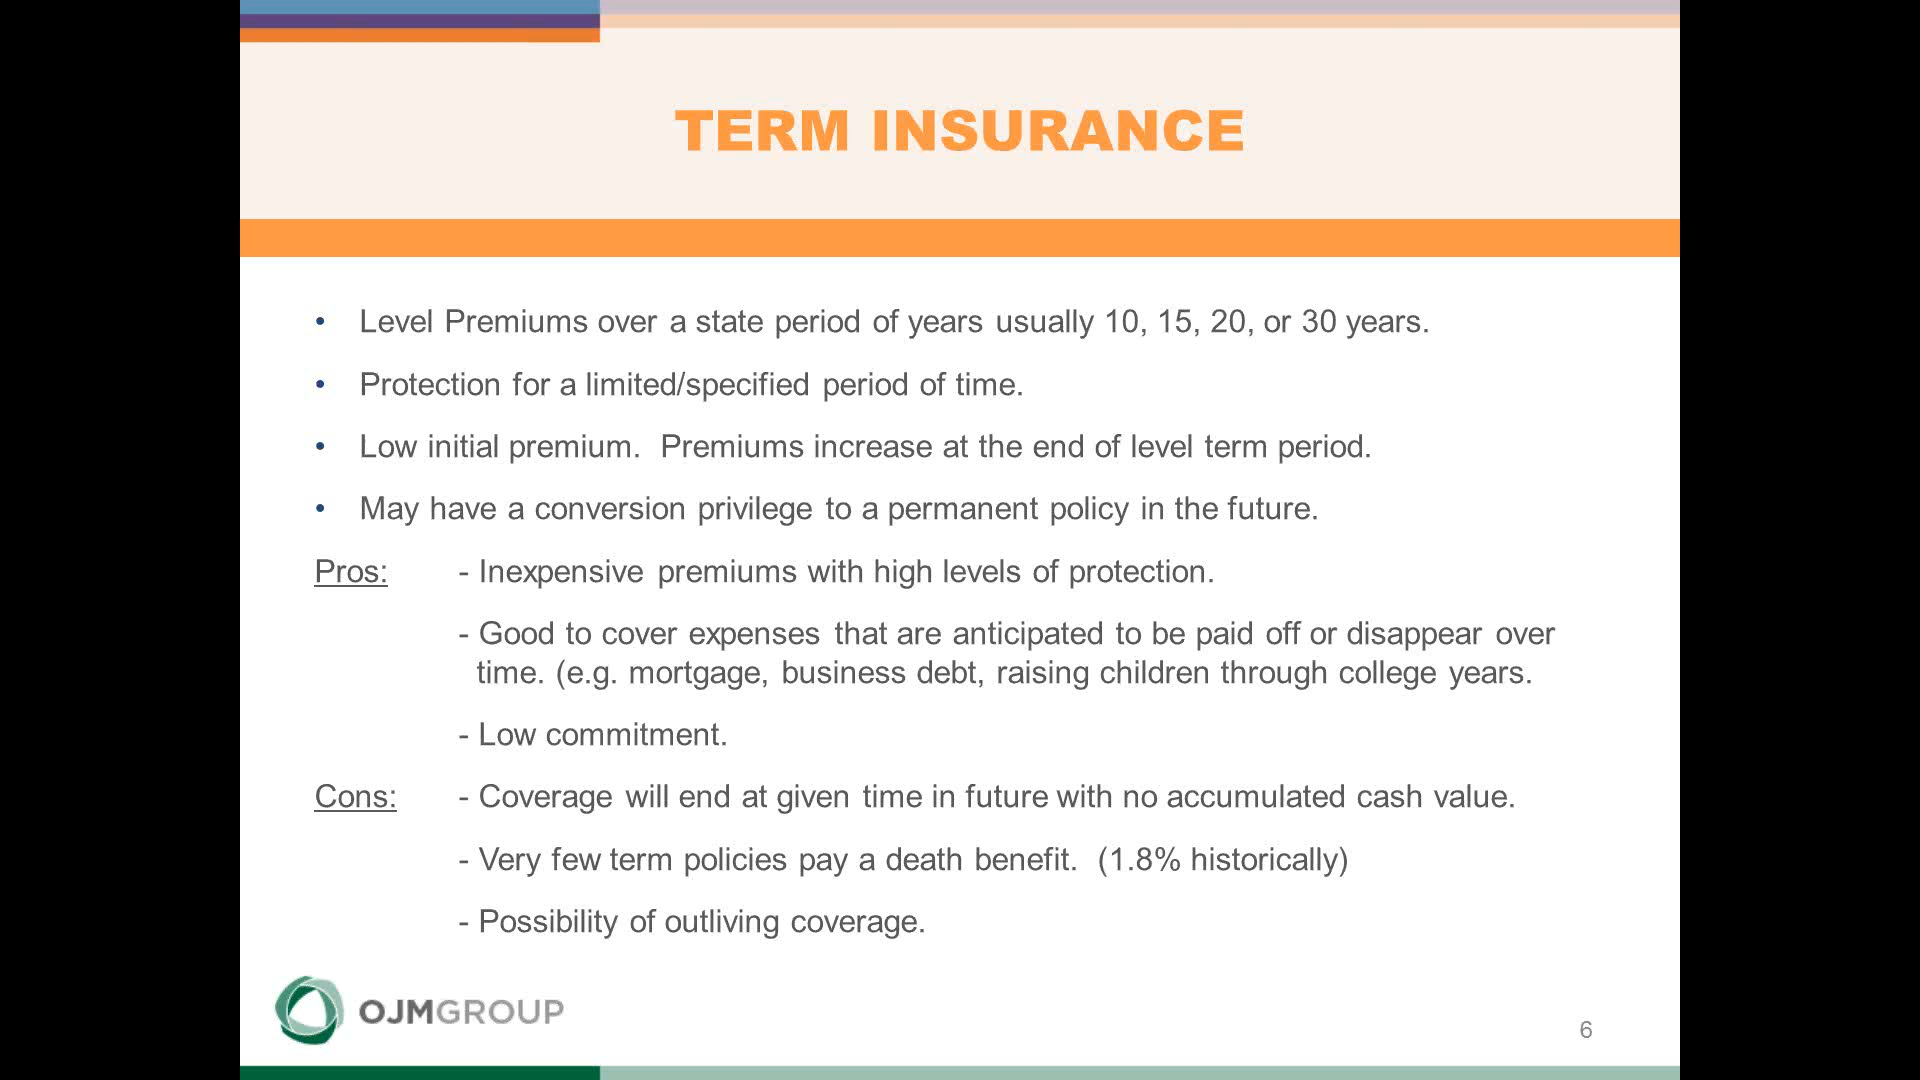 TERM INSURANCE
• Level Premiums over a state period of years usually 10, 15, 20, or 30 years.
• Protection for a limited/specified period of time.
• Low initial premium.  Premiums increase at the end of level term period.
• May have a conversion privilege to a permanent policy in the future.
Pros: - Inexpensive premiums with high levels of protection.
- Good to cover expenses that are anticipated to be paid off or disappear over
time. (e.g. mortgage, business debt, raising children through college years.
- Low commitment.
Cons: - Coverage will end at given time in future with no accumulated cash value.
- Very few term policies pay a death benefit.  (1.8% historically)
- Possibility of outliving coverage.
OJMGROUP
6